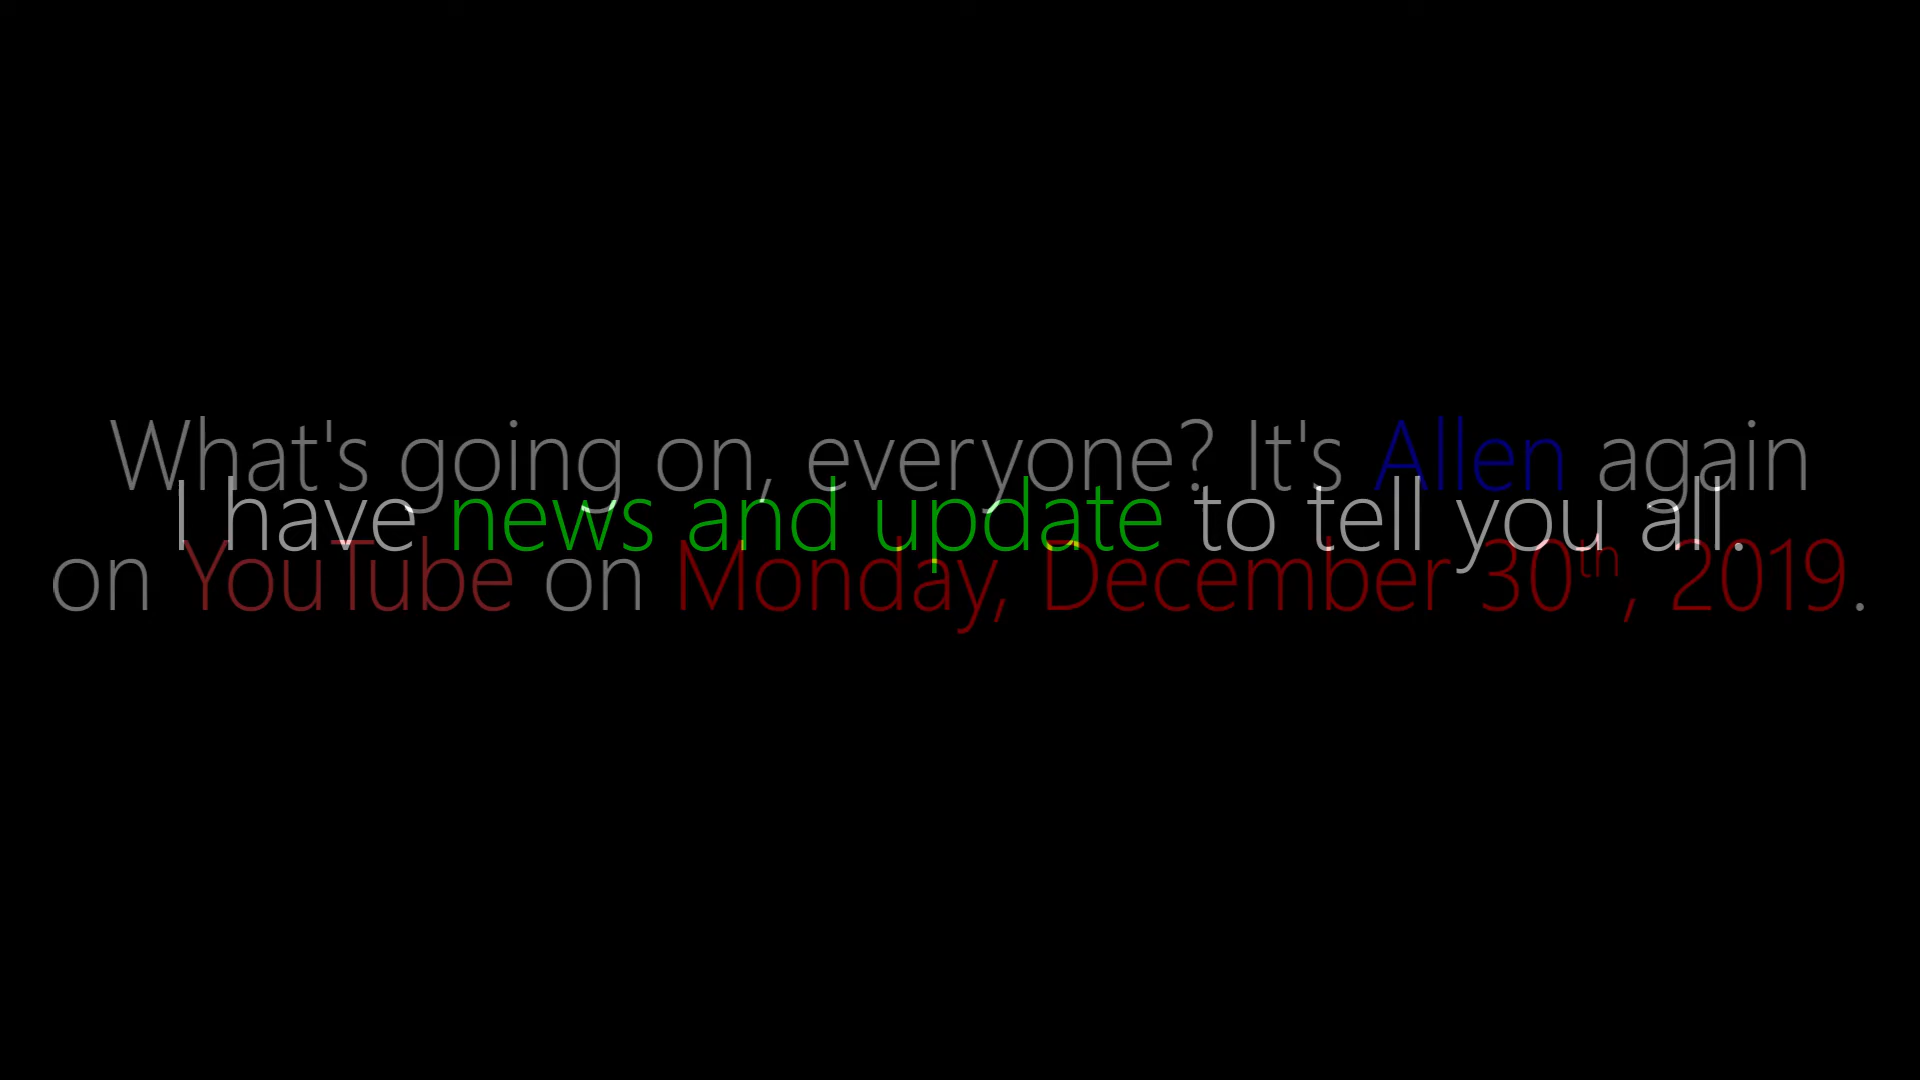 What's going on, everyone? It's Allen again
I have news and update to tell you all.
on YouTube on Monday, December 30th, 2019.